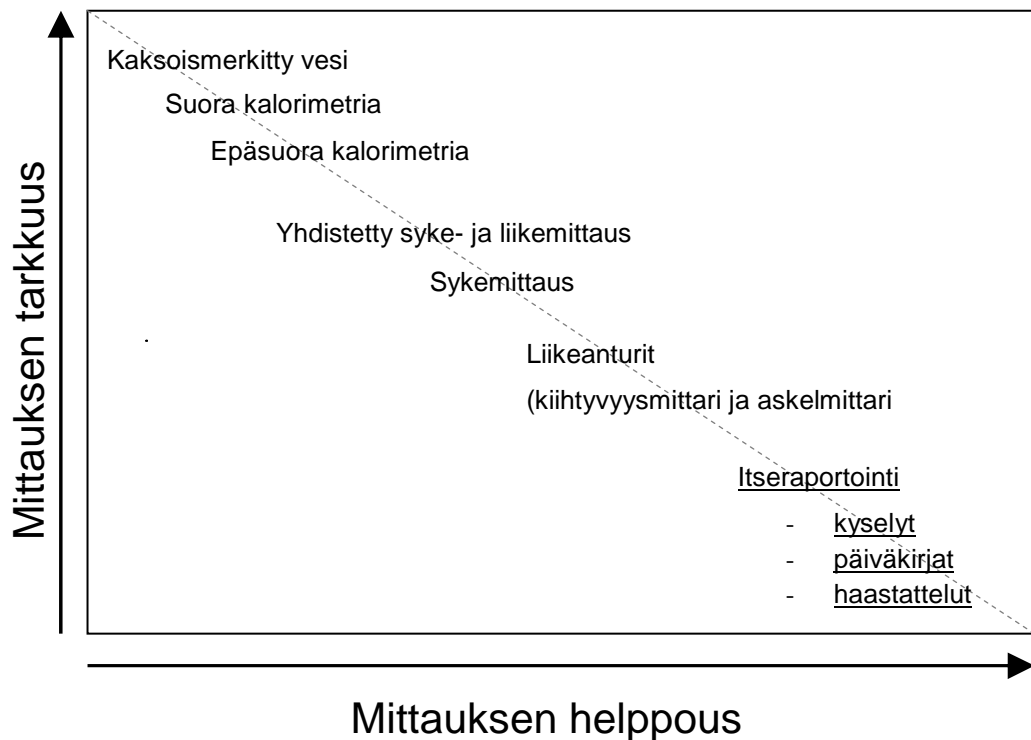 Mittauksen tarkkuus
Kaksoismerkitty vesi
Suora kalorimetria
Epäsuora kalorimetria
Yhdistetty syke- ja liikemittaus
Sykemittaus
Liikeanturit
(kiihtyvyysmittari ja askelmittari
Itseraportointi
- kyselyt
- päiväkirjat
- haastattelut
Mittauksen helppous